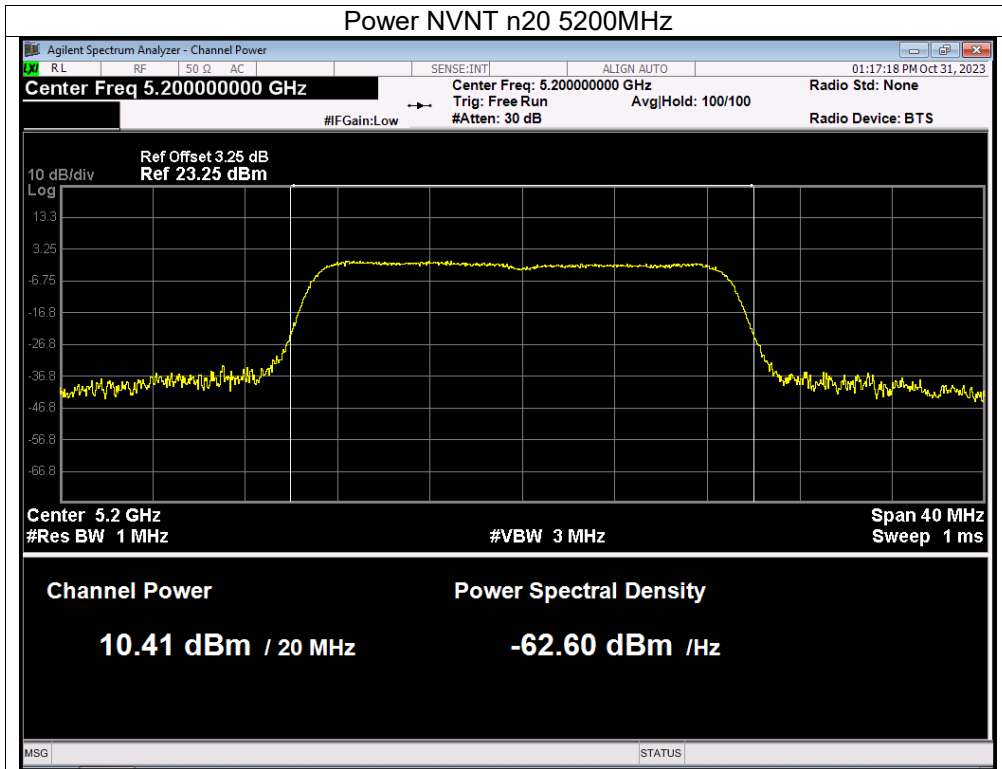 Power NVNT n20 5200MHz
Agilent Spectrum Analyzer - Channel Power
LXI RL RF 50 Ω AC SENSE:INT ALIGN AUTO 01:17:18 PM Oct 31, 2023
Center Freq 5.200000000 GHz Center Freq: 5.200000000 GHz Radio Std: None
Trig: Free Run Avg|Hold: 100/100
#IFGain:Low #Atten: 30 dB Radio Device: BTS
Ref Offset 3.25 dB
10 dB/div Ref 23.25 dBm
Log
13.3
3.25
-6.75
-16.8
-26.8
-36.8
-46.8
-56.8
-66.8
Center 5.2 GHz Span 40 MHz
#Res BW 1 MHz #VBW 3 MHz Sweep 1 ms
Channel Power Power Spectral Density
10.41 dBm / 20 MHz -62.60 dBm /Hz
MSG STATUS